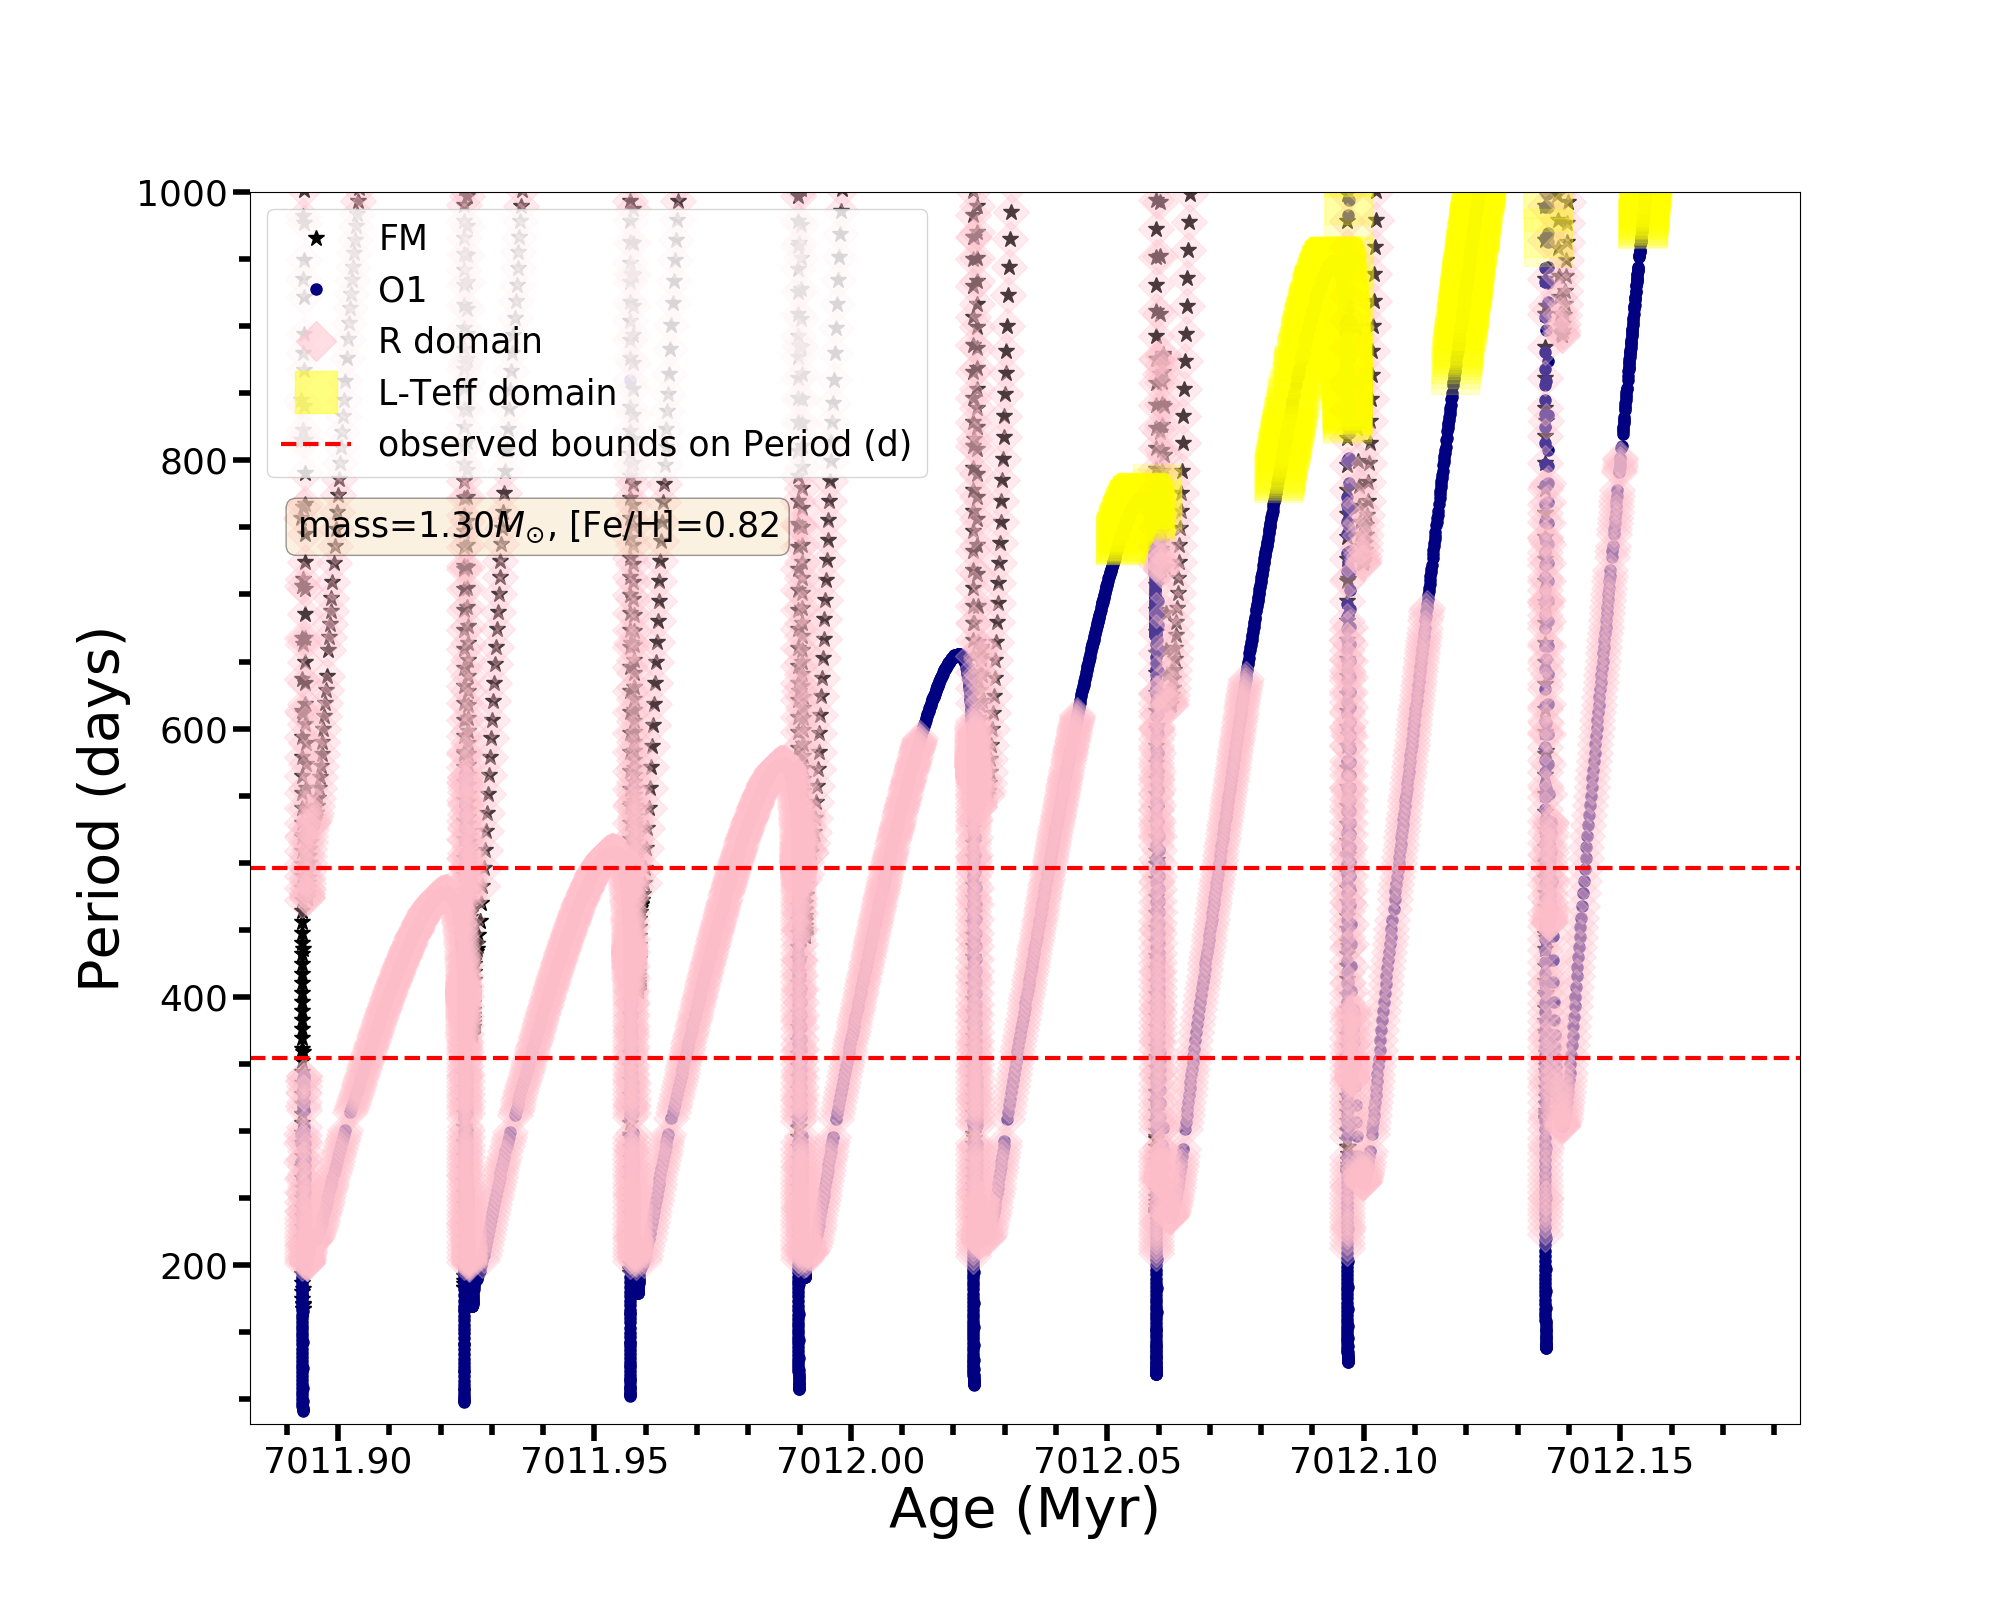 1000
800
600
400
200
Period (days)
FM
O1
R domain
L-Teff domain
observed bounds on Period (d)
mass=1.30M☉, [Fe/H]=0.82
7011.90 7011.95 7012.00 7012.05 7012.10 7012.15
Age (Myr)